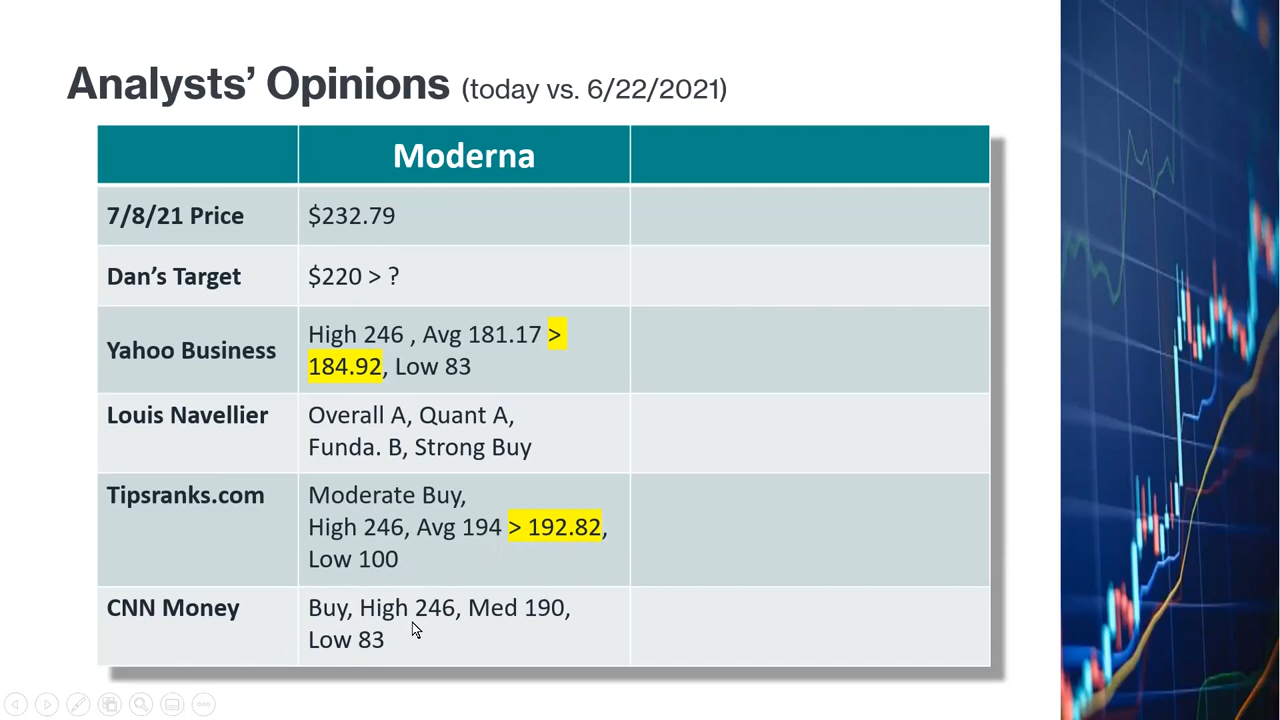 Analysts' Opinions (today vs. 6/22/2021)
Moderna
7/8/21 Price
$232.79
Dan's Target
$220 > ?
Yahoo Business
High 246 , Avg 181.17 >
184.92, Low 83
Louis Navellier
Overall A, Quant A,
Funda. B, Strong Buy
Tipsranks.com
Moderate Buy,
High 246, Avg 194 > 192.82,
Low 100
CNN Money
Buy, High 246, Med 190,
Low 83